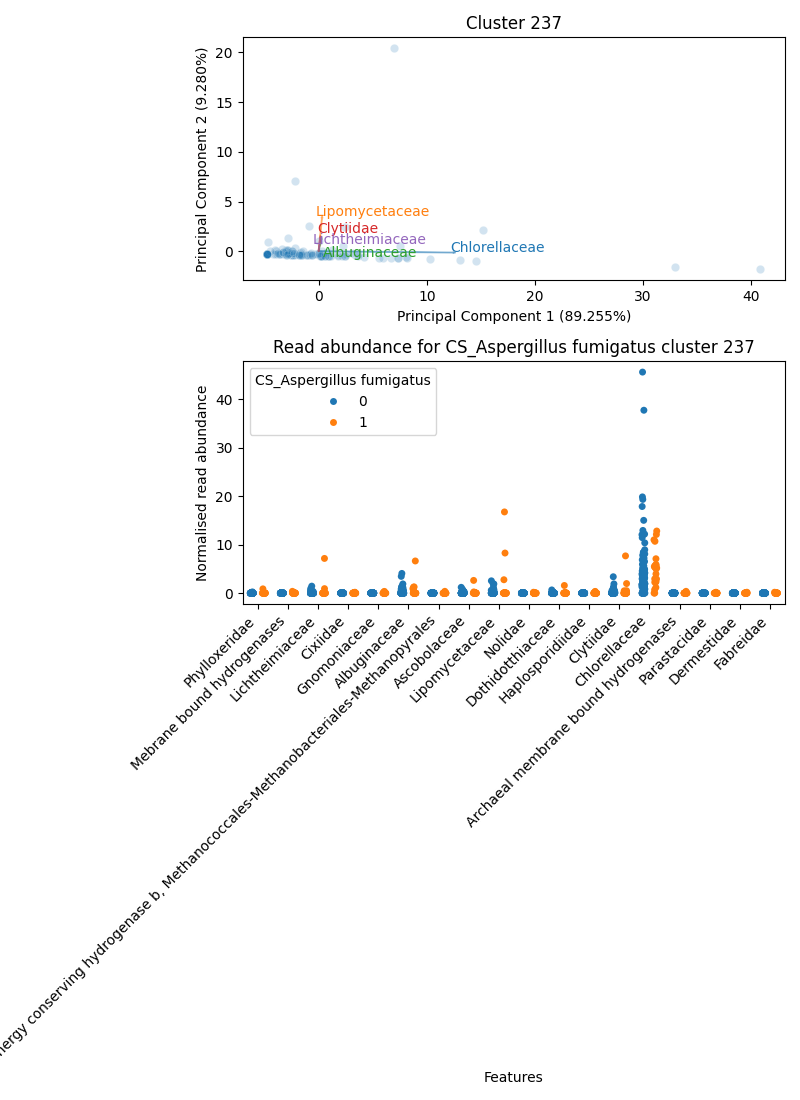 Cluster 237
Principal Component 2 (9.280%)
20
15
10
5
0
Lipomycetaceae
Clytiidae
Lichtheimiaceae
Chlorellaceae
Albuginaceae
0
10
20
30
40
Principal Component 1 (89.255%)
Read abundance for CS_Aspergillus fumigatus cluster 237
Normalised read abundance
40
30
20
10
0
CS_Aspergillus fumigatus
0
1
Phylloxeridae
Mebrane bound hydrogenases
Lichtheimiaceae
Cixiidae
Gnomoniaceae
Albuginaceae
conserving hydrogenase b, Methanococcales-Methanobacteriales-Methanopyrales
Ascobolaceae
Lipomycetaceae
Nolidae
Dothidotthiaceae
Haplosporidiidae
Clytiidae
Chlorellaceae
Archaeal membrane bound hydrogenases
Parastacidae
Dermestidae
Fabreidae
Features